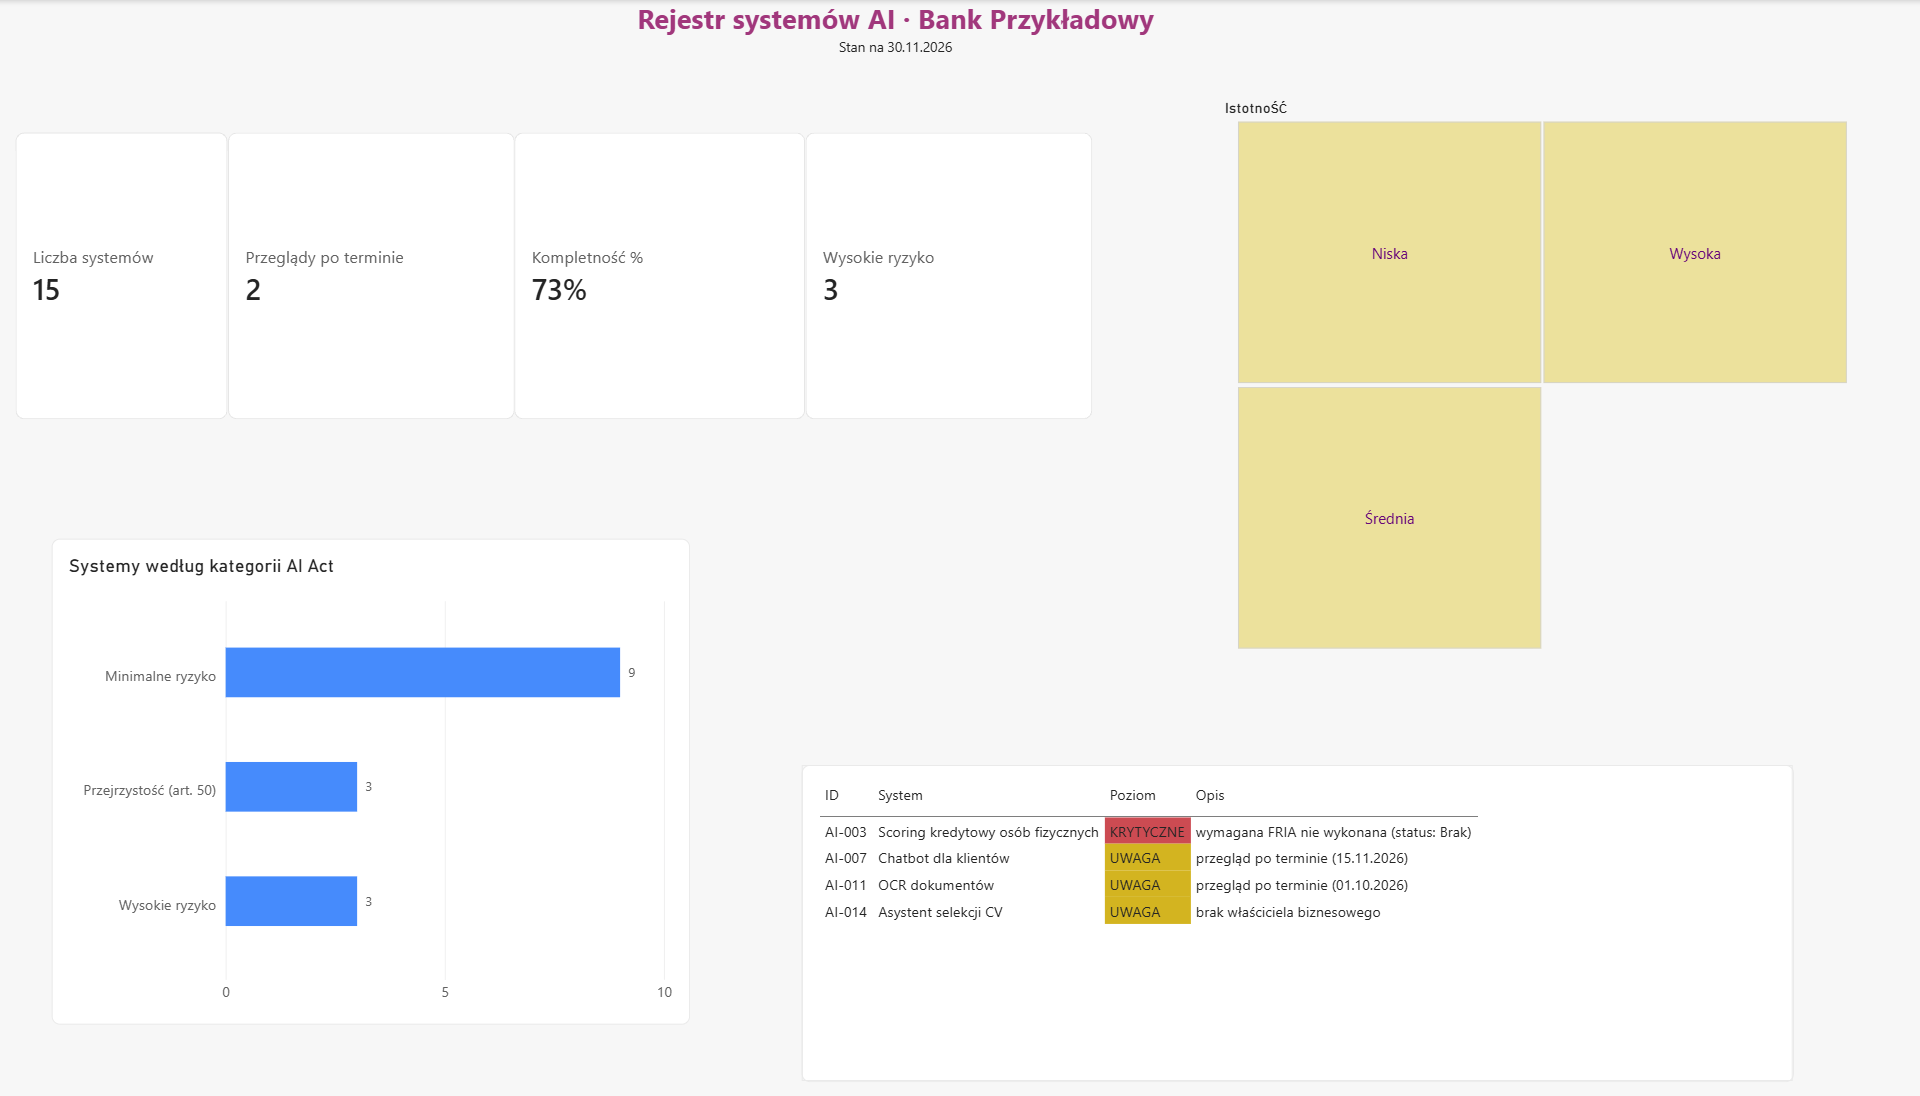 Rejestr systemów AI · Bank Przykładowy
Stan na 30.11.2026
Liczba systemów
15
Przeglądy po terminie
2
Kompletność %
73%
Wysokie ryzyko
3
IstotnośĆ
Niska
Wysoka
Średnia
Systemy według kategorii AI Act
Minimalne ryzyko 9
Przejrzystość (art. 50) 3
Wysokie ryzyko 3
0 5 10
ID System Poziom Opis
AI-003 Scoring kredytowy osób fizycznych KRYTYCZNE wymagana FRIA nie wykonana (status: Brak)
AI-007 Chatbot dla klientów UWAGA przegląd po terminie (15.11.2026)
AI-011 OCR dokumentów UWAGA przegląd po terminie (01.10.2026)
AI-014 Asystent selekcji CV UWAGA brak właściciela biznesowego